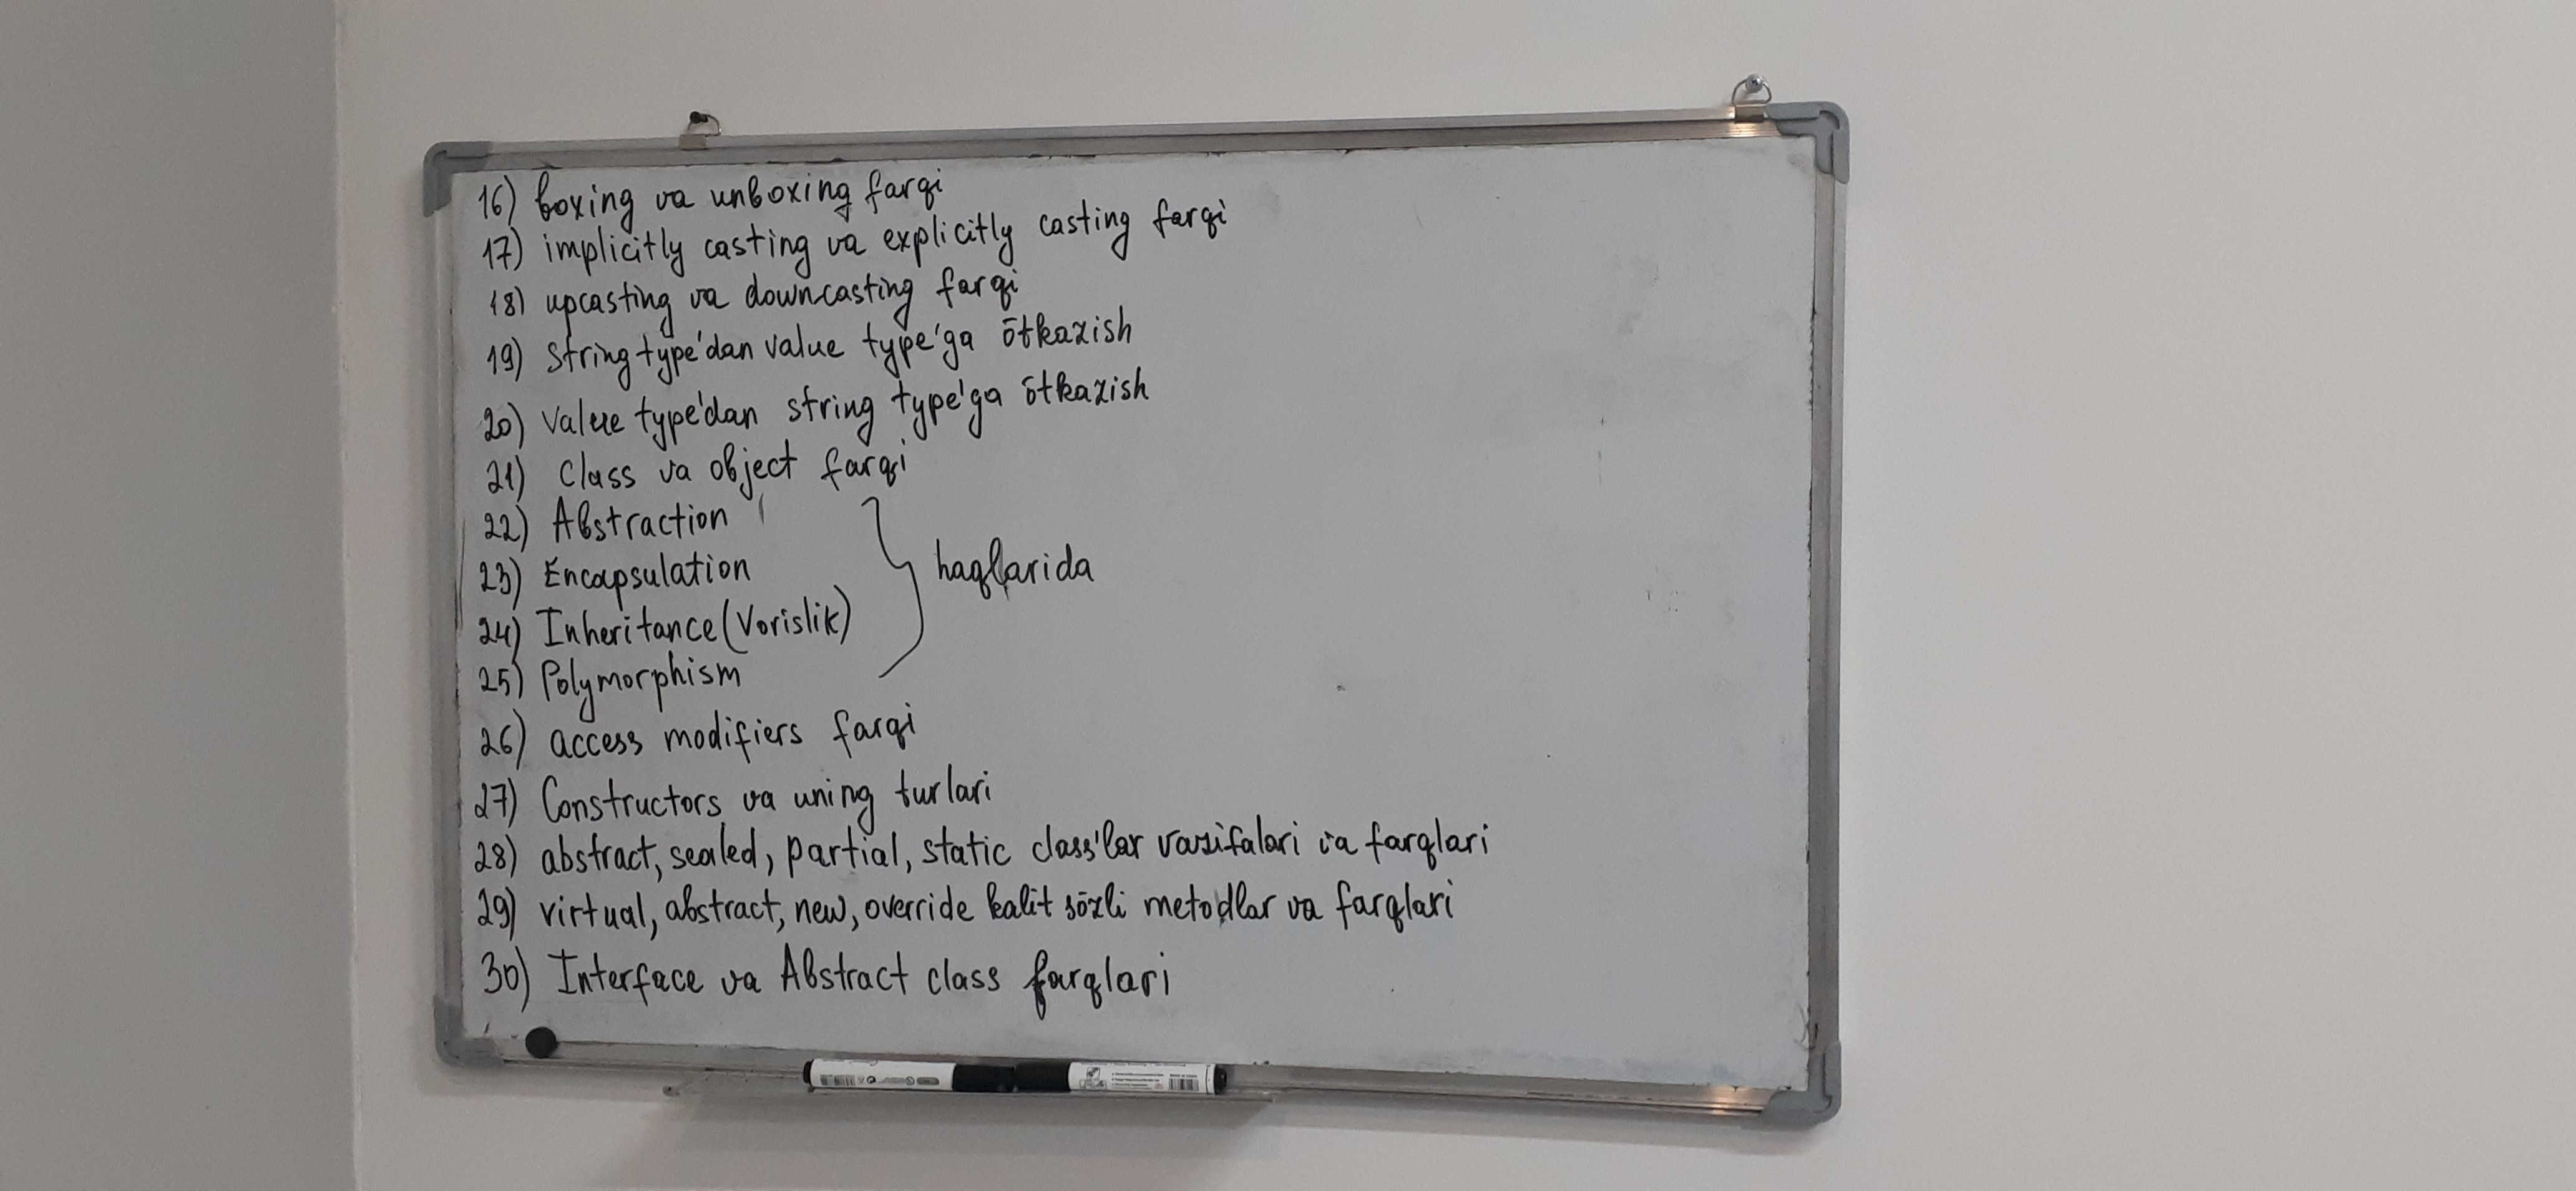 16) boxing va unboxing farqi
17) implicitly casting va explicitly casting farqi
18) upcasting va downcasting farqi
19) String type'dan value type'ga ōtkazish
20) Value type'dan string type'ga ōtkazish
21) Class va object farqi
22) Abstraction
23) Encapsulation
haqlarida
24) Inheritance (Vorislik)
25) Polymorphism
26) access modifiers farqi
27) Constructors va uning turlari
28) abstract, sealed, partial, static class'lar vazifalari va farqlari
29) virtual, abstract, new, override kalit sōzli metodlar va farqlari
30) Interface va Abstract class farqlari